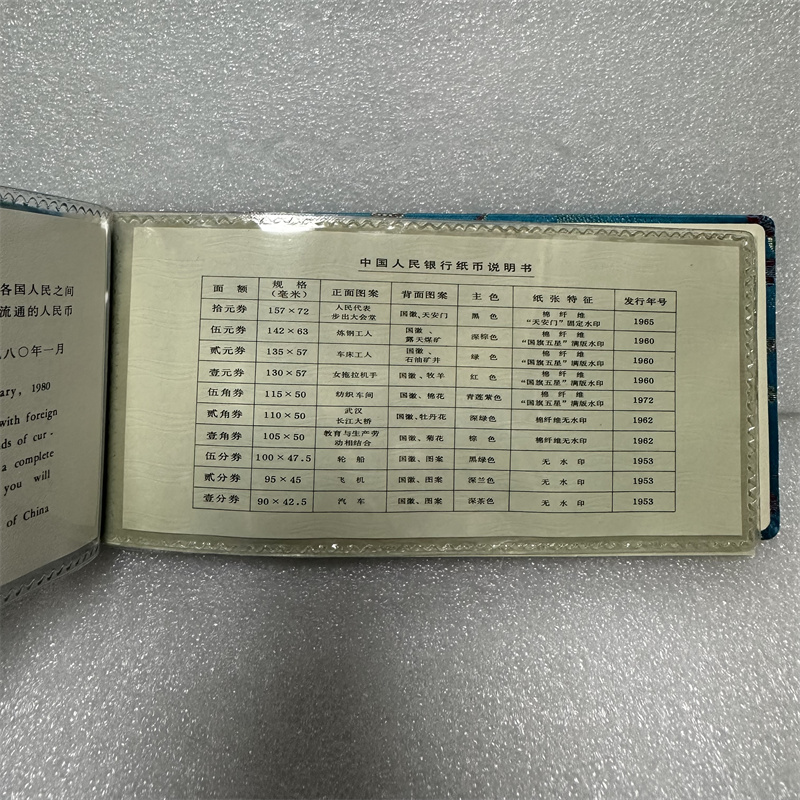 各国人民之间
流通的人民币
八〇年一月
ary, 1980
with foreign
ds of cur-
a complete
you will
of China
中国人民银行纸币说明书
面 额 规 格 (毫米) 正面图案 背面图案 主 色 纸 张 特 征 发行年号
拾元券 157×72 人民代表 步出大会堂 国徽、天安门 黑 色 棉 纤 维 “天安门”固定水印 1965
伍元券 142×63 炼钢工人 国徽、 露天煤矿 深棕色 棉 纤 维 “国旗五星”满版水印 1960
贰元券 135×57 车床工人 国徽、 石油矿井 绿 色 棉 纤 维 “国旗五星”满版水印 1960
壹元券 130×57 女拖拉机手 国徽、牧羊 红 色 棉 纤 维 “国旗五星”满版水印 1960
伍角券 115×50 纺织车间 国徽、棉花 青莲紫色 棉 纤 维 “国旗五星”满版水印 1972
贰角券 110×50 武汉 长江大桥 国徽、牡丹花 深绿色 棉纤维无水印 1962
壹角券 105×50 教育与生产劳 动相结合 国徽、菊花 棕 色 棉纤维无水印 1962
伍分券 100×47.5 轮 船 国徽、图案 黑绿色 无 水 印 1953
贰分券 95×45 飞 机 国徽、图案 深兰色 无 水 印 1953
壹分券 90×42.5 汽 车 国徽、图案 深茶色 无 水 印 1953